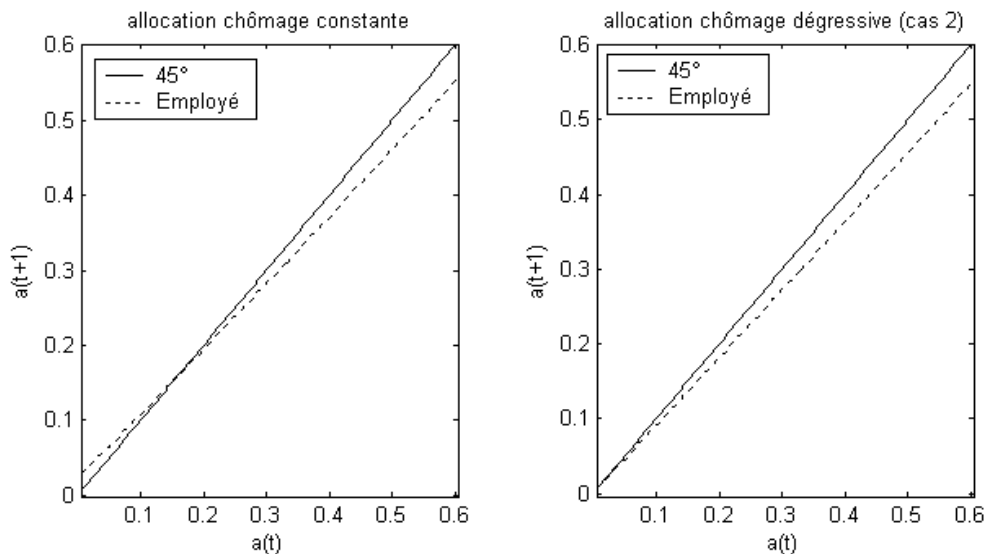 allocation chômage constante
0.6
0.5
0.4
0.3
0.2
0.1
0
a(t+1)
45°
Employé
0.1 0.2 0.3 0.4 0.5 0.6
a(t)
allocation chômage dégressive (cas 2)
0.6
0.5
0.4
0.3
0.2
0.1
0
a(t+1)
45°
Employé
0.1 0.2 0.3 0.4 0.5 0.6
a(t)